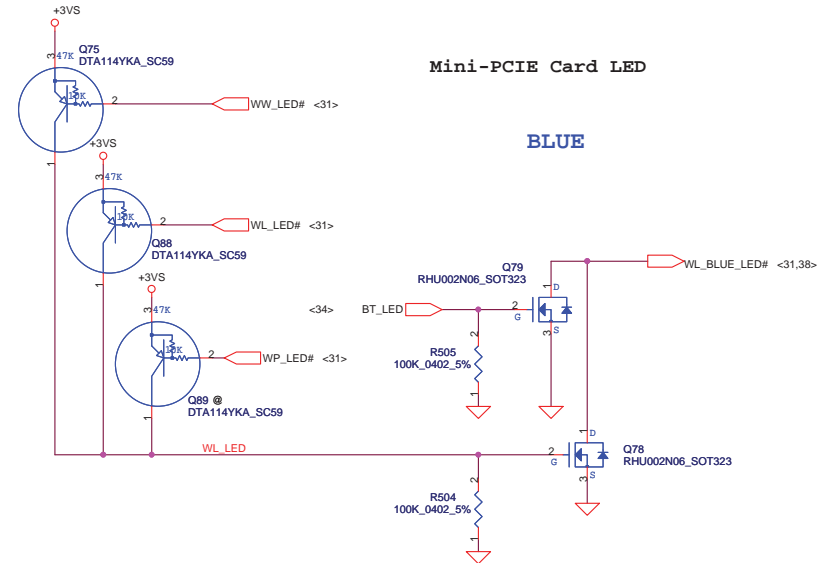 +3VS
3
47K
Q75
DTA114YKA_SC59
10K
2
WW_LED# <31>
1
Mini-PCIE Card LED
BLUE
+3VS
3
47K
10K
2
WL_LED# <31>
Q88
DTA114YKA_SC59
1
+3VS
3
47K
10K
2
WP_LED# <31>
Q89 @
DTA114YKA_SC59
1
<34> BT_LED
Q79
RHU002N06_SOT323
1
D
2
G
3
S
WL_BLUE_LED# <31,38>
2
R505
100K_0402_5%
1
WL_LED
1
D
2
G
3
S
Q78
RHU002N06_SOT323
2
R504
100K_0402_5%
1